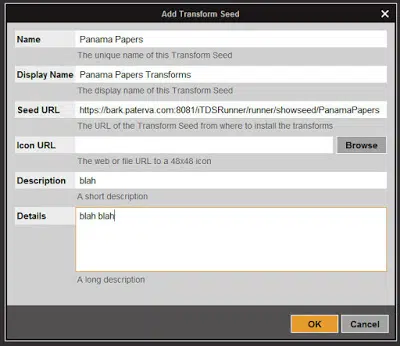 Add Transform Seed
Name Panama Papers
The unique name of this Transform Seed
Display Name Panama Papers Transforms
The display name of this Transform Seed
Seed URL https://bark.paterva.com:8081/iTDSRunner/runner/showseed/PanamaPapers
The URL of the Transform Seed from where to install the transforms
Icon URL Browse
The web or file URL to a 48x48 icon
Description blah
A short description
Details blah blah
A long description
OK Cancel